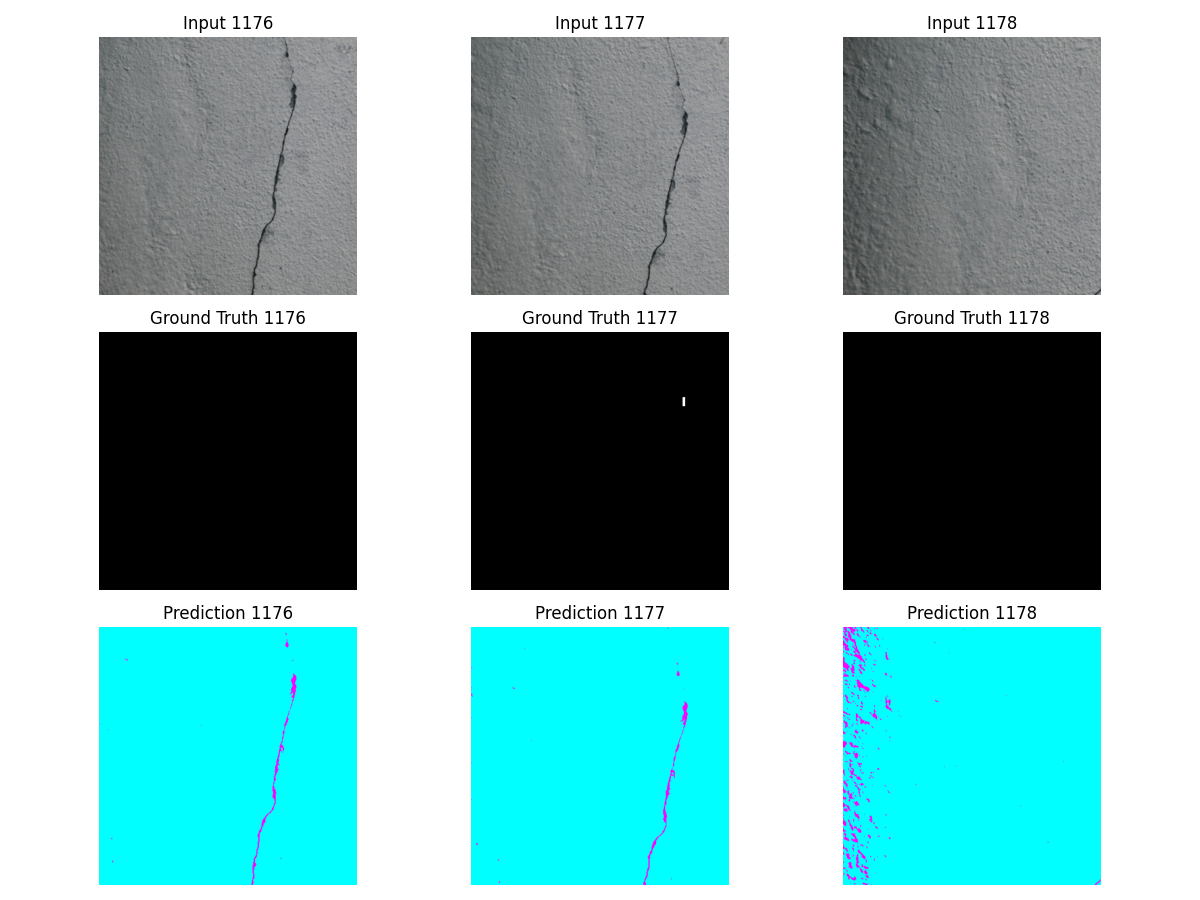 Input 1176
Input 1177
Input 1178
Ground Truth 1176
Ground Truth 1177
Ground Truth 1178
Prediction 1176
Prediction 1177
Prediction 1178